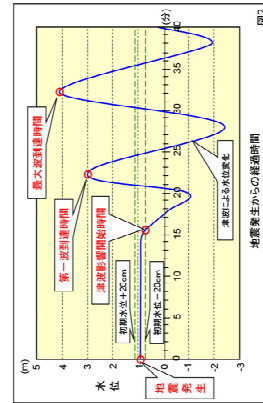 (m)
5
4
3
2
1
0
-1
-2
-3
水位
最大波到達時間
第一波到達時間
津波影響開始時間
初期水位+20cm
初期水位-20cm
地震発生
津波による水位変化
0
5
10
15
20
25
30
35
40(分)
地震発生からの経過時間